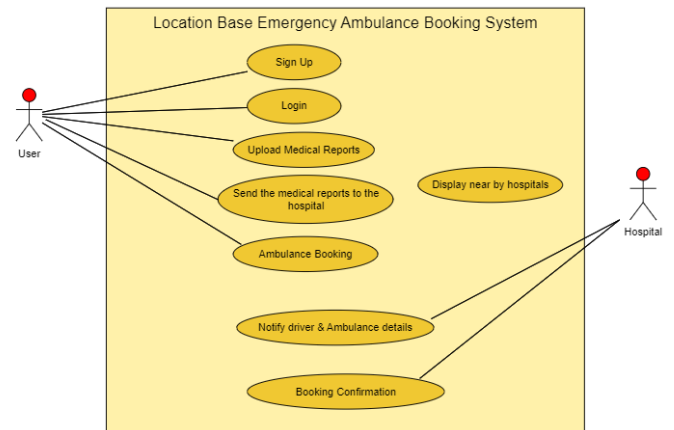 Location Base Emergency Ambulance Booking System
Sign Up
Login
User
Upload Medical Reports
Display near by hospitals
Send the medical reports to the
hospital
Hospital
Ambulance Booking
Notify driver & Ambulance details
Booking Confirmation